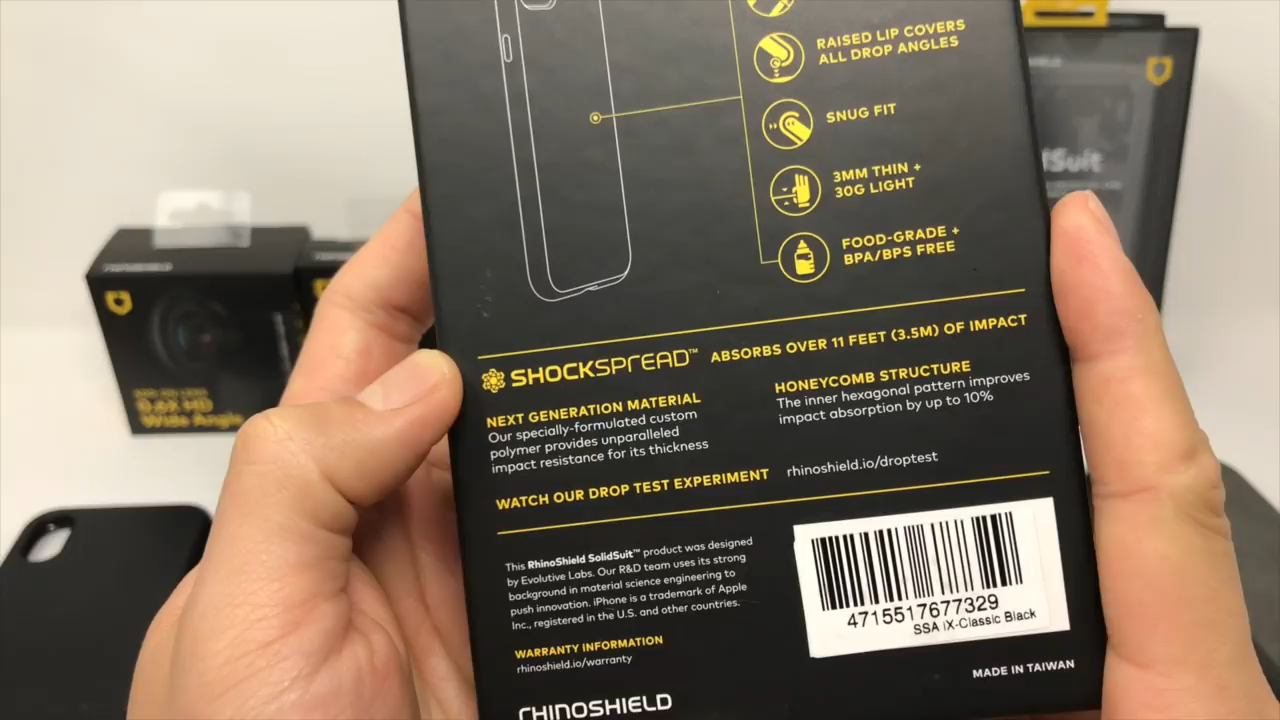 RAISED LIP COVERS
ALL DROP ANGLES
SNUG FIT
3MM THIN +
30G LIGHT
FOOD-GRADE +
BPA/BPS FREE
SHOCKSPREAD™ ABSORBS OVER 11 FEET (3.5M) OF IMPACT
NEXT GENERATION MATERIAL
Our specially-formulated custom
polymer provides unparalleled
impact resistance for its thickness
HONEYCOMB STRUCTURE
The inner hexagonal pattern improves
impact absorption by up to 10%
WATCH OUR DROP TEST EXPERIMENT rhinoshield.io/droptest
This RhinoShield SolidSuit™ product was designed
by Evolutive Labs. Our R&D team uses its strong
background in material science engineering to
push innovation. iPhone is a trademark of Apple
Inc., registered in the U.S. and other countries.
WARRANTY INFORMATION
rhinoshield.io/warranty
RHINOSHIELD
4715517677329
SSA iX-Classic Black
MADE IN TAIWAN
0.6X HD
Wide Angle